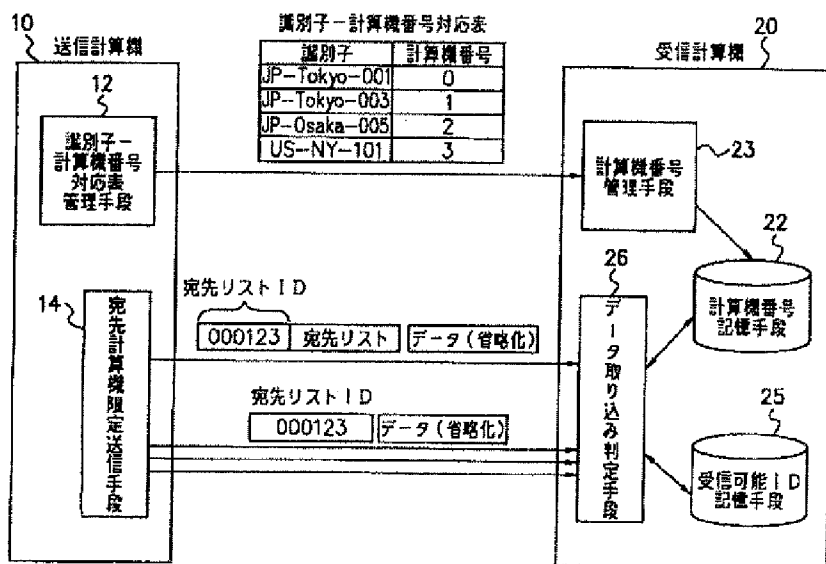 10
送信計算機
12
識別子－
計算機番号
対応表
管理手段
識別子－計算機番号対応表
識別子 計算機番号
JP-Tokyo-001 0
JP-Tokyo-003 1
JP-Osaka-005 2
US-NY-101 3
20
受信計算機
計算機番号
管理手段
23
22
計算機番号
記憶手段
14
宛先計算機限定送信手段
宛先リストID
000123 宛先リスト データ(省略化)
宛先リストID
000123 データ(省略化)
26
データ取り込み判定手段
25
受信可能ID
記憶手段